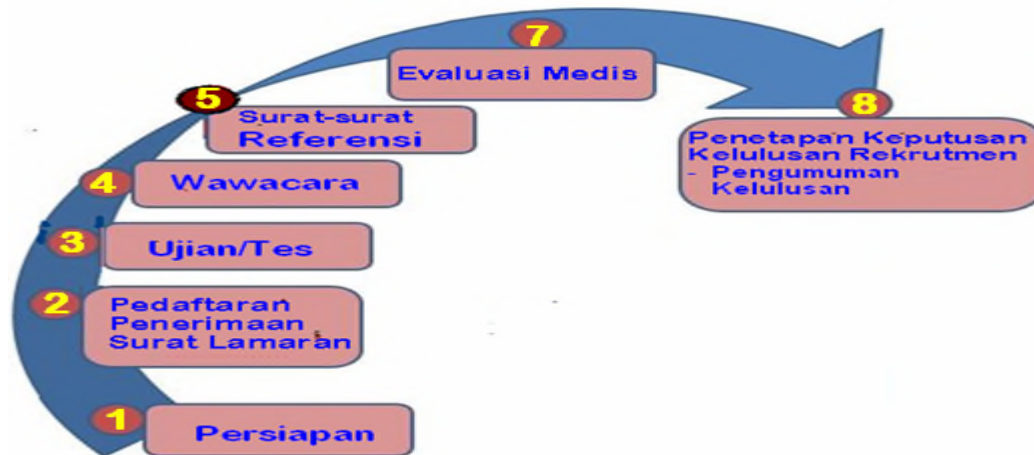 7
Evaluasi Medis
5
Surat-surat
Referensi
8
Penetapan Keputusan
Kelulusan Rekrutmen
- Pengumuman
Kelulusan
4
Wawacara
3
Ujian/Tes
2
Pedaftaran
Penerimaan
Surat Lamaran
1
Persiapan